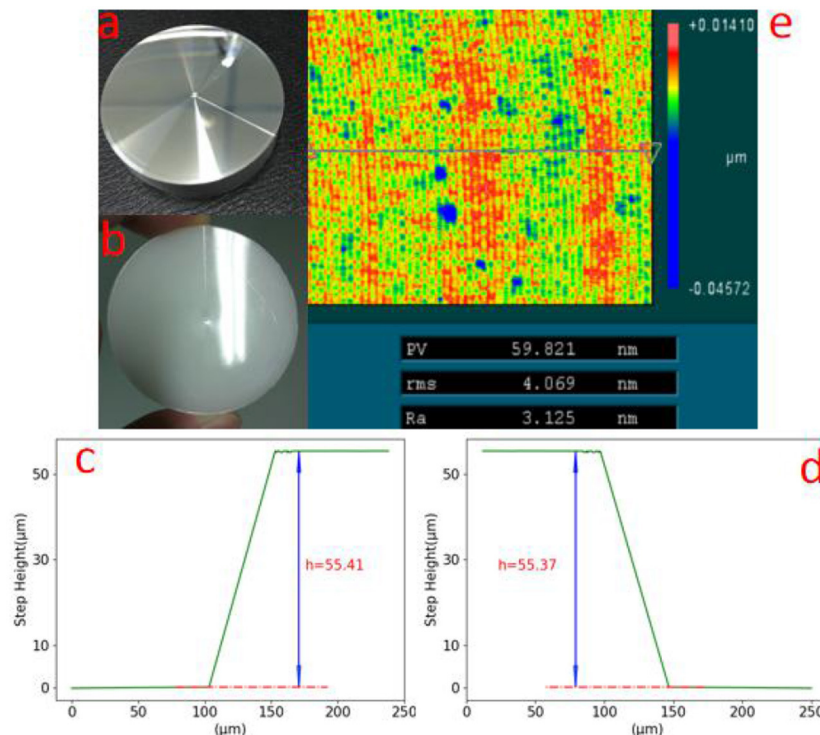 a
b
+0.01410
e
µm
-0.04572
PV 59.821 nm
rms 4.069 nm
Ra 3.125 nm
c
Step Height(µm)
50
30
10
0
h=55.41
0 50 100 150 200 250
(µm)
d
Step Height(µm)
50
30
10
0
h=55.37
0 50 100 150 200 250
(µm)